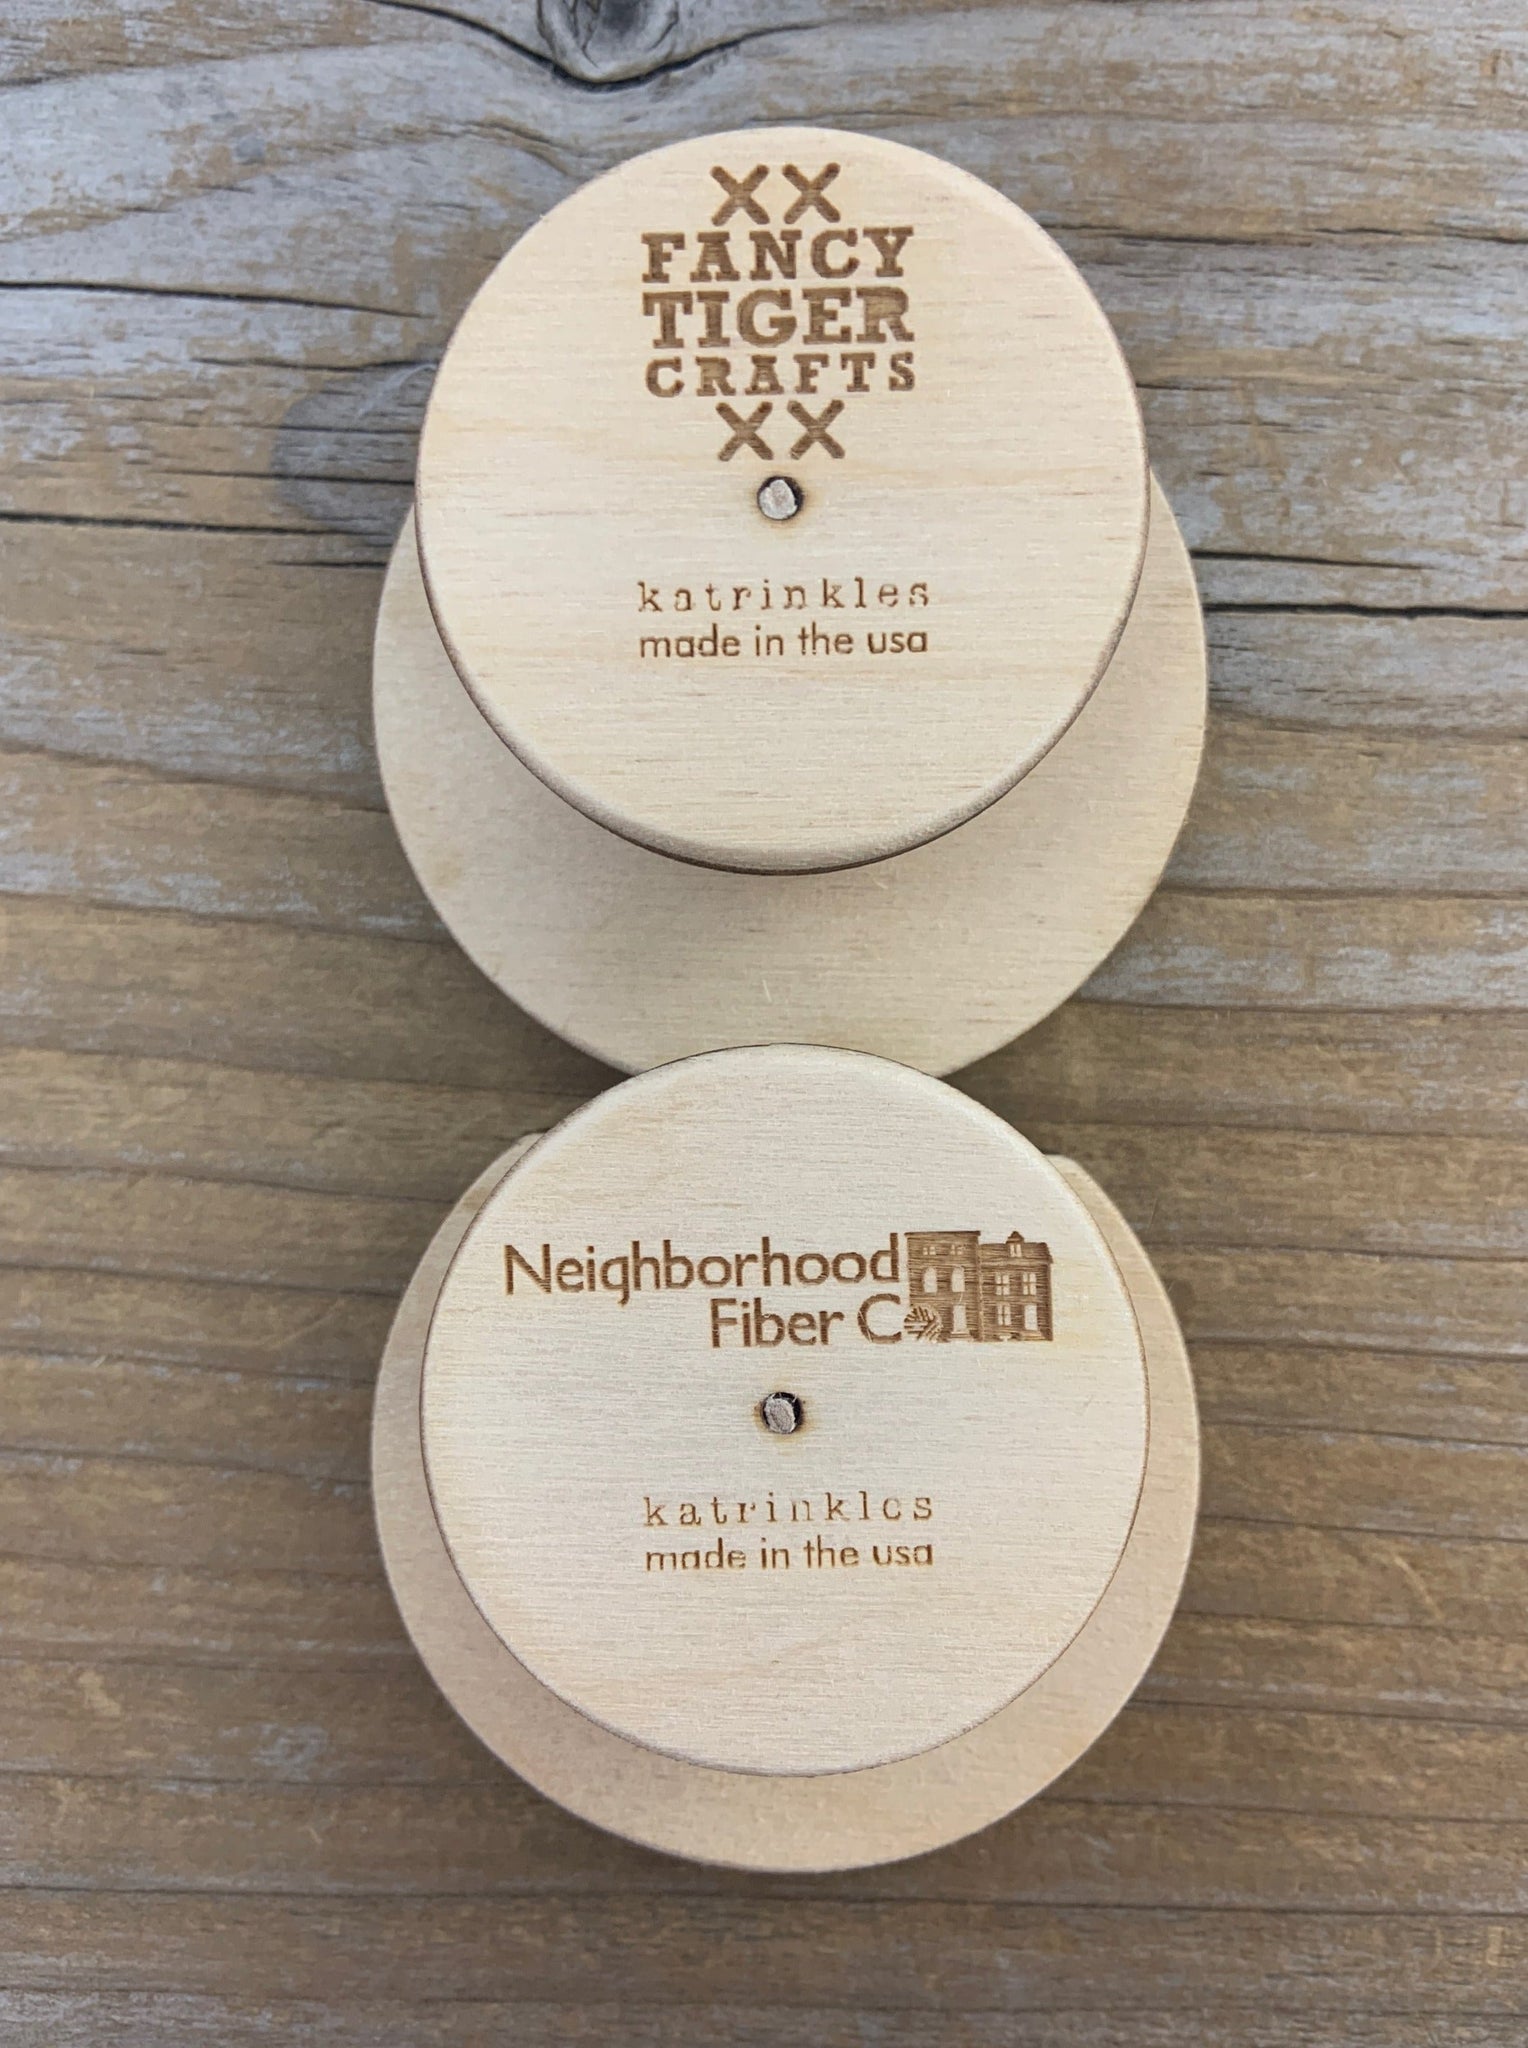 XX
FANCY
TIGER
CRAFTS
XX
katrinkles
made in the usa
Neighborhood
Fiber Co
katrinkles
made in the usa